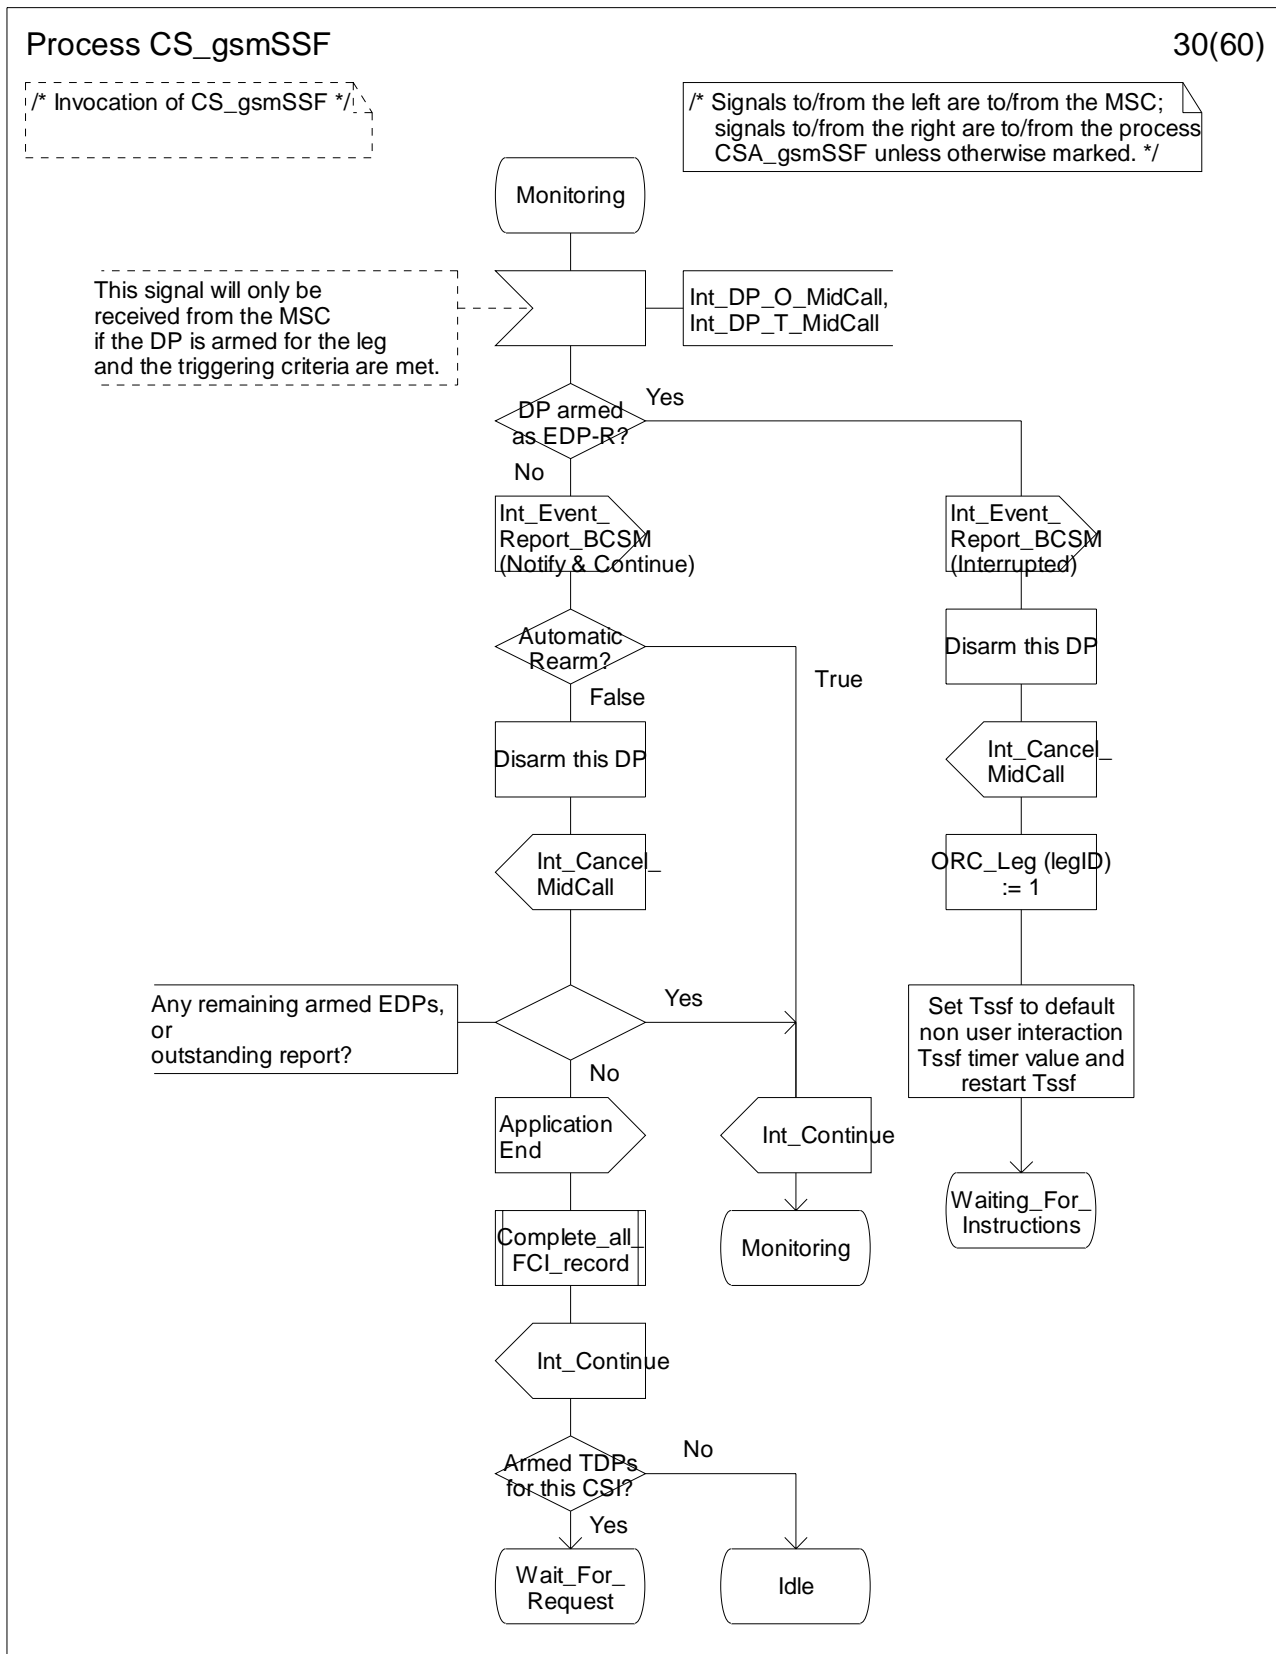 Process CS_gsmSSF
30(60)
/* Invocation of CS_gsmSSF */
/* Signals to/from the left are to/from the MSC;
signals to/from the right are to/from the process
CSA_gsmSSF unless otherwise marked. */
Monitoring
This signal will only be
received from the MSC
if the DP is armed for the leg
and the triggering criteria are met.
Int_DP_O_MidCall,
Int_DP_T_MidCall
DP armed
as EDP-R?
Yes
No
Int_Event_
Report_BCSM
(Notify & Continue)
Int_Event_
Report_BCSM
(Interrupted)
Automatic
Rearm?
True
False
Disarm this DP
Disarm this DP
Int_Cancel_
MidCall
Int_Cancel_
MidCall
ORC_Leg (legID)
:= 1
Any remaining armed EDPs,
or
outstanding report?
Yes
No
Set Tssf to default
non user interaction
Tssf timer value and
restart Tssf
Application
End
Int_Continue
Waiting_For_
Instructions
Complete_all_
FCI_record
Monitoring
Int_Continue
Armed TDPs
for this CSI?
No
Yes
Wait_For_
Request
Idle